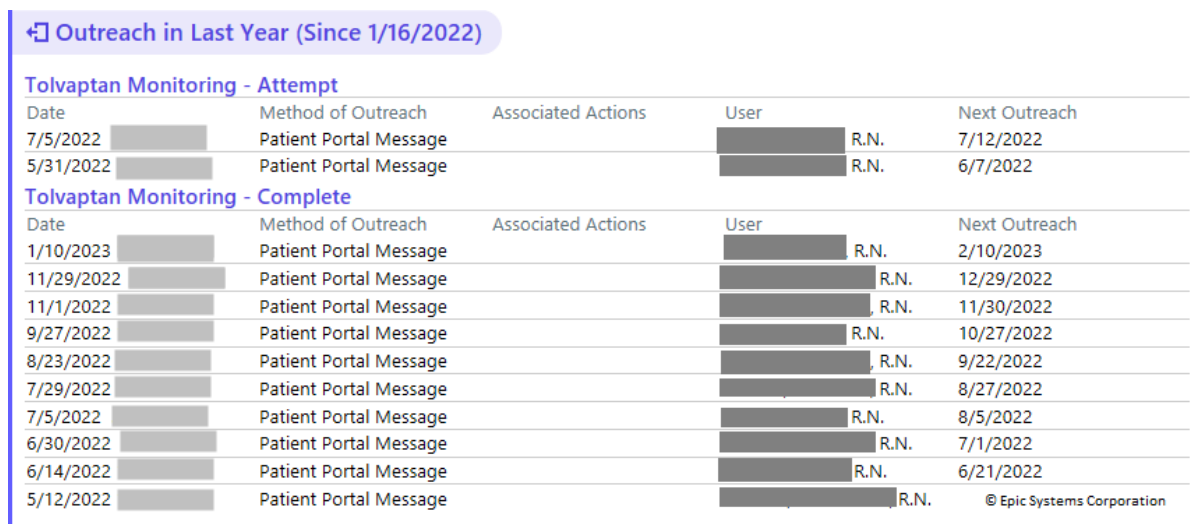 Outreach in Last Year (Since 1/16/2022)
Tolvaptan Monitoring - Attempt
Date Method of Outreach Associated Actions User Next Outreach
7/5/2022 Patient Portal Message R.N. 7/12/2022
5/31/2022 Patient Portal Message R.N. 6/7/2022
Tolvaptan Monitoring - Complete
Date Method of Outreach Associated Actions User Next Outreach
1/10/2023 Patient Portal Message , R.N. 2/10/2023
11/29/2022 Patient Portal Message R.N. 12/29/2022
11/1/2022 Patient Portal Message , R.N. 11/30/2022
9/27/2022 Patient Portal Message R.N. 10/27/2022
8/23/2022 Patient Portal Message , R.N. 9/22/2022
7/29/2022 Patient Portal Message R.N. 8/27/2022
7/5/2022 Patient Portal Message R.N. 8/5/2022
6/30/2022 Patient Portal Message R.N. 7/1/2022
6/14/2022 Patient Portal Message R.N. 6/21/2022
5/12/2022 Patient Portal Message R.N. © Epic Systems Corporation